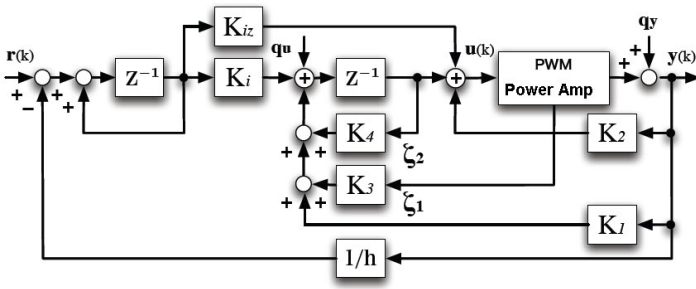 K_iz
r(k)
q_u
u(k)
q_y
y(k)
+
−
+
+
z⁻¹
K_i
+
+
z⁻¹
+
+
PWM
Power Amp
+
+
K_4
ζ_2
K_2
+
+
K_3
ζ_1
+
+
K_1
1/h